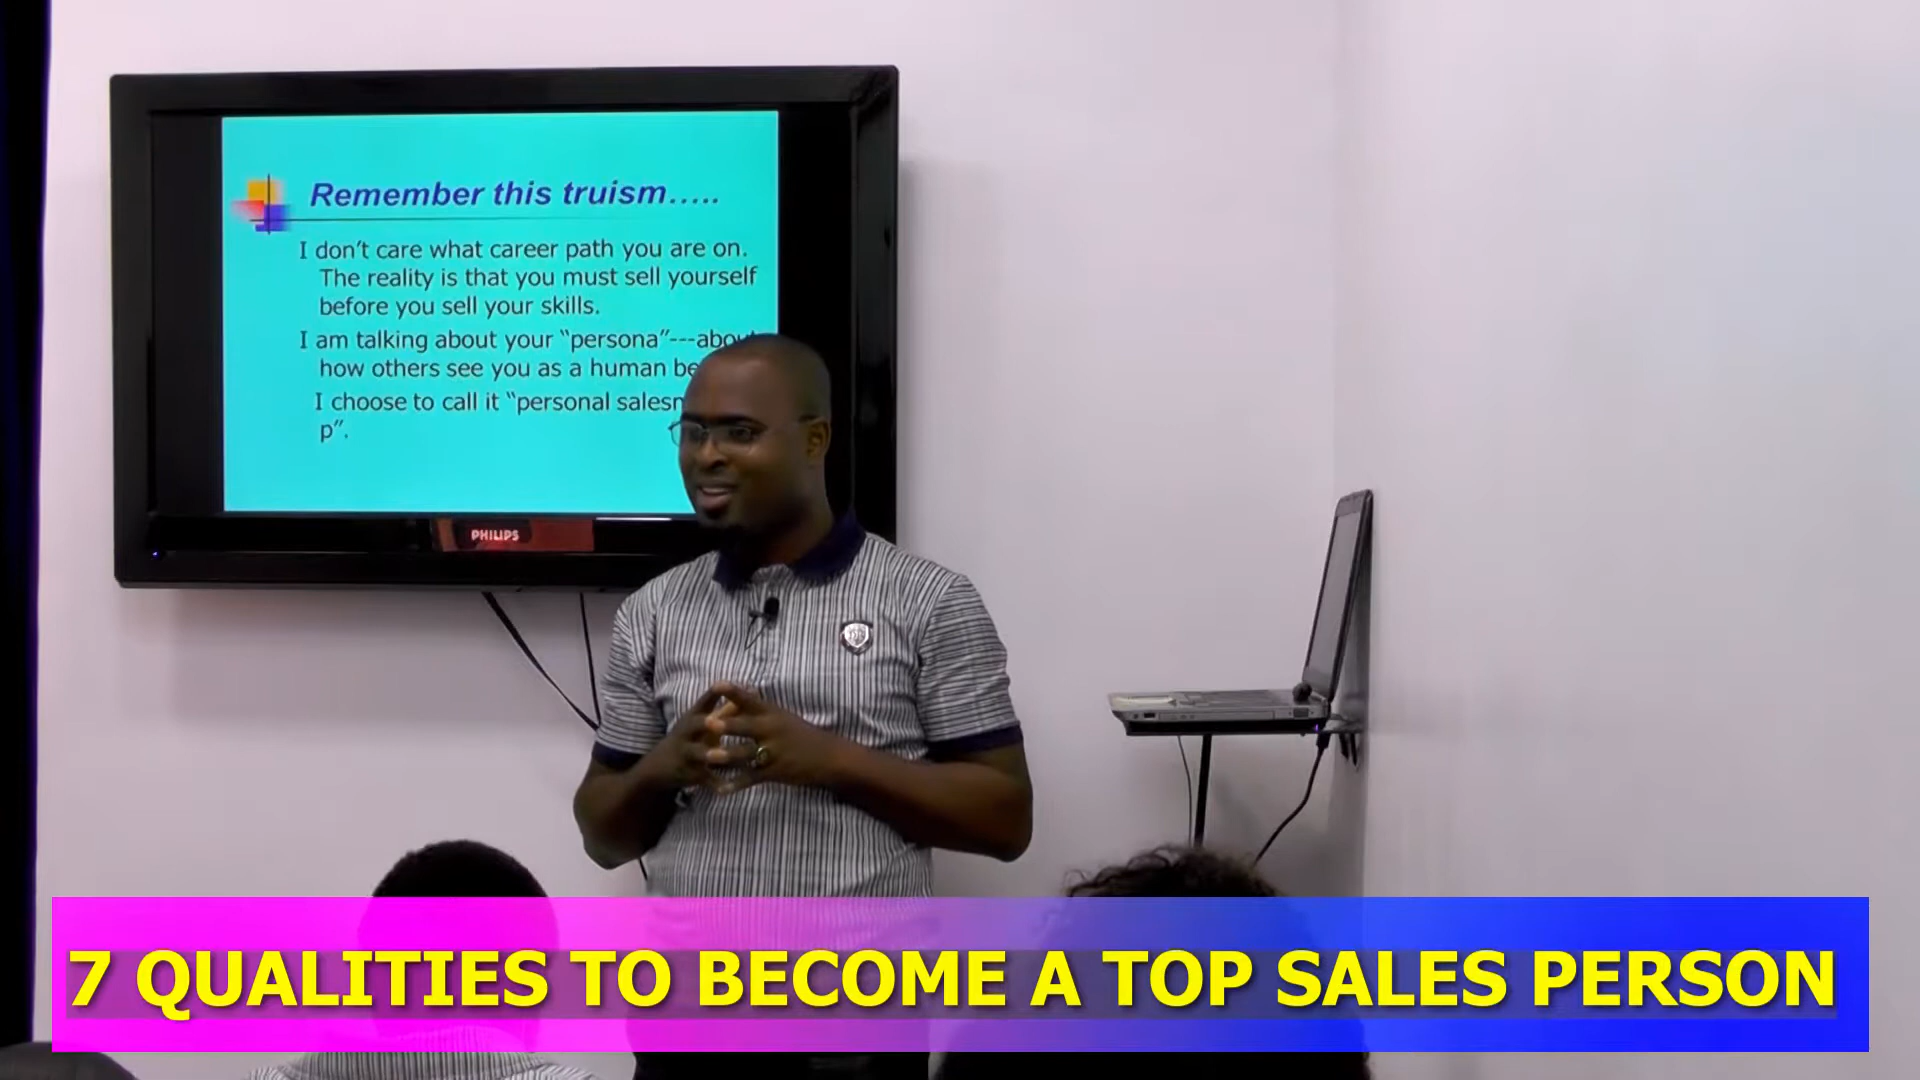 Remember this truism.....
I don't care what career path you are on.
The reality is that you must sell yourself
before you sell your skills.
I am talking about your “persona”---about
how others see you as a human
I choose to call it “personal
p”.
PHILIPS
7 QUALITIES TO BECOME A TOP SALES PERSON